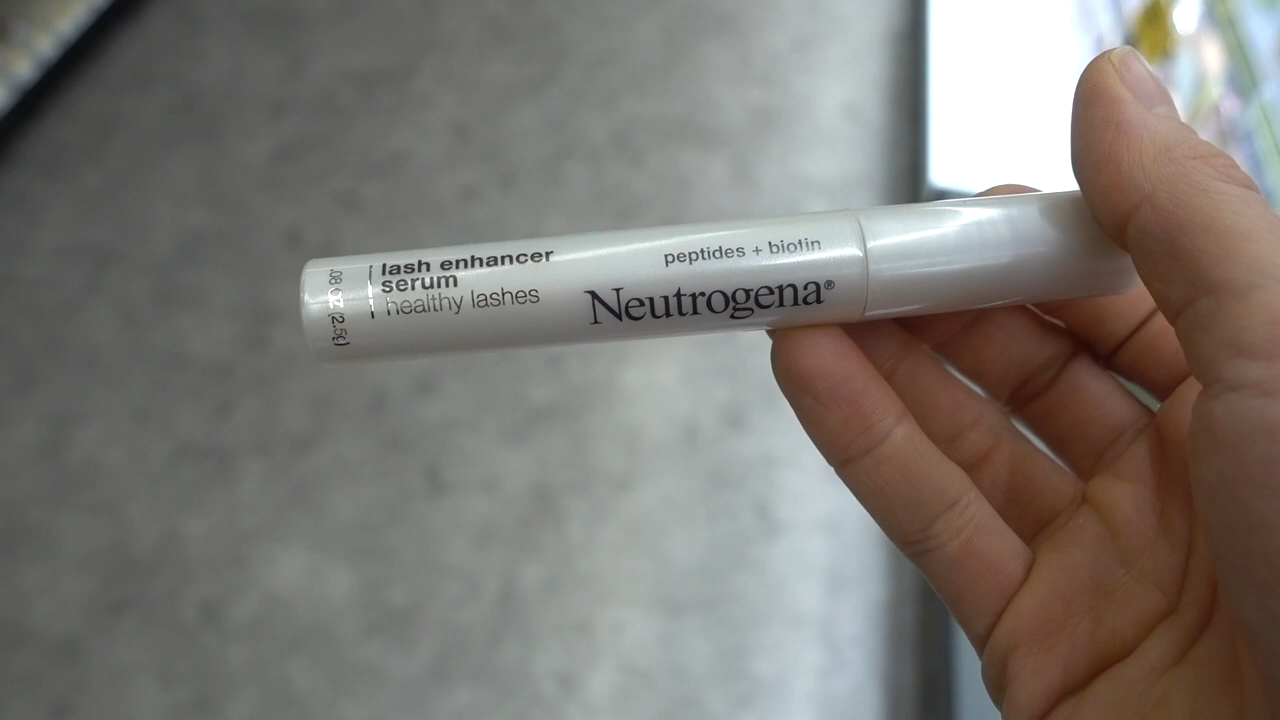 lash enhancer
serum
healthy lashes
peptides + biotin
Neutrogena®
.08 oz (2.5g)